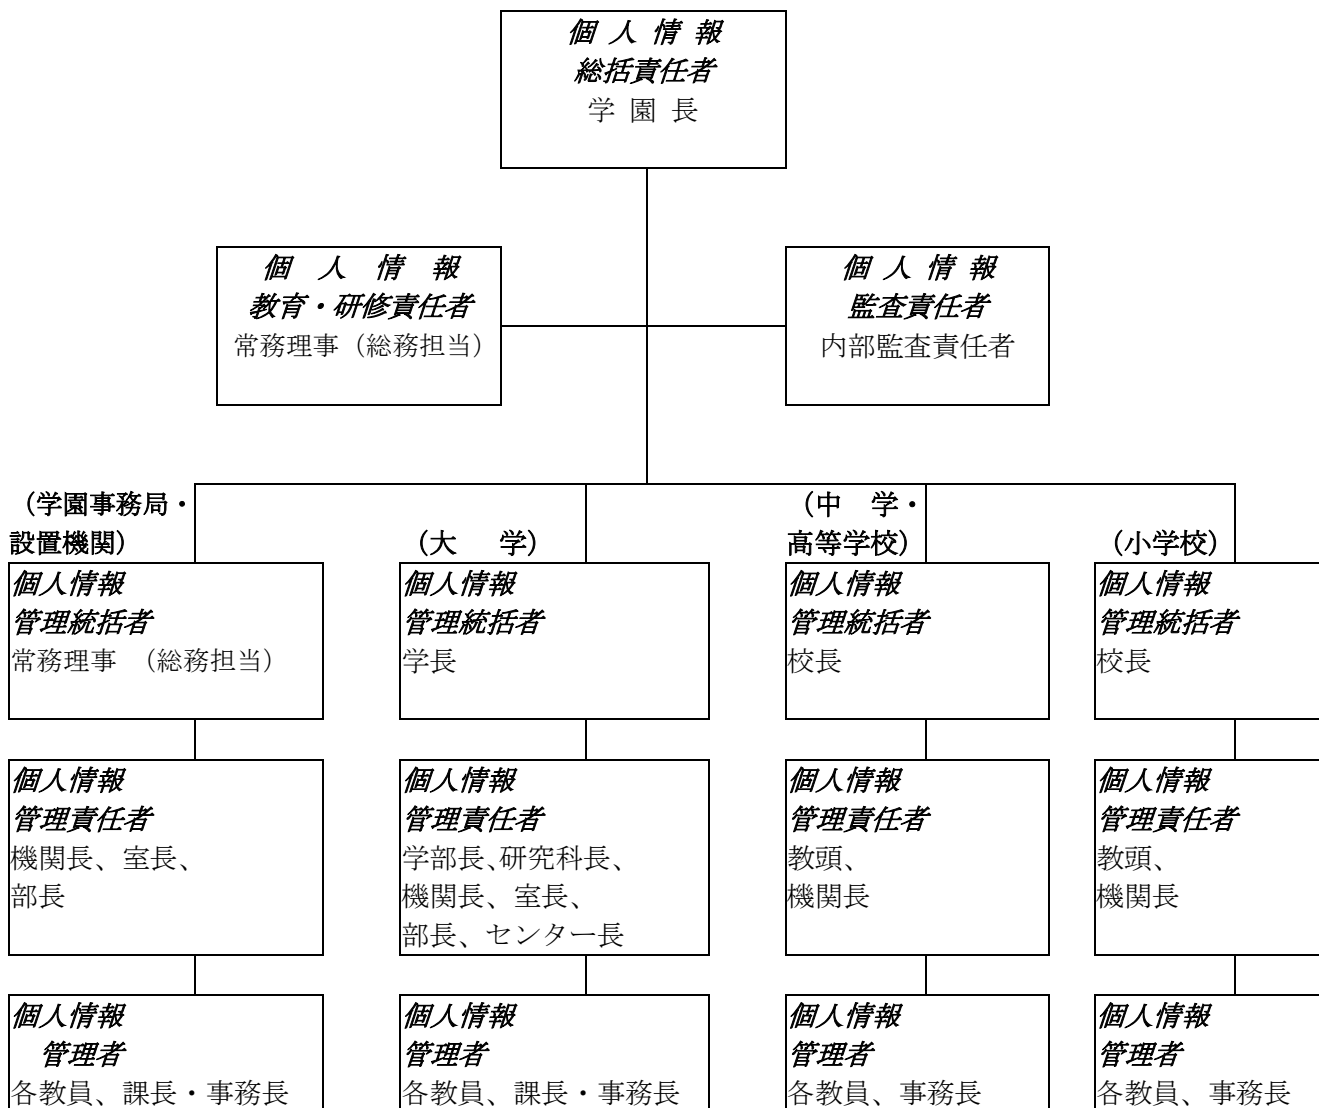 個 人 情 報
総括責任者
学 園 長
個 人 情 報
教育・研修責任者
常務理事（総務担当）
個 人 情 報
監査責任者
内部監査責任者
（学園事務局・
設置機関）
個人情報
管理統括者
常務理事 （総務担当）
個人情報
管理責任者
機関長、室長、
部長
個人情報
管理者
各教員、課長・事務長
（大 学）
個人情報
管理統括者
学長
個人情報
管理責任者
学部長、研究科長、
機関長、室長、
部長、センター長
個人情報
管理者
各教員、課長・事務長
（中 学・
高等学校）
個人情報
管理統括者
校長
個人情報
管理責任者
教頭、
機関長
個人情報
管理者
各教員、事務長
（小学校）
個人情報
管理統括者
校長
個人情報
管理責任者
教頭、
機関長
個人情報
管理者
各教員、事務長